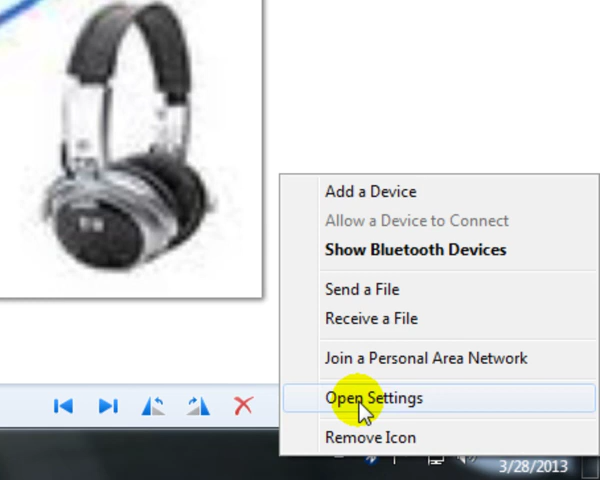 Add a Device
Allow a Device to Connect
Show Bluetooth Devices
Send a File
Receive a File
Join a Personal Area Network
Open Settings
Remove Icon
3/28/2013